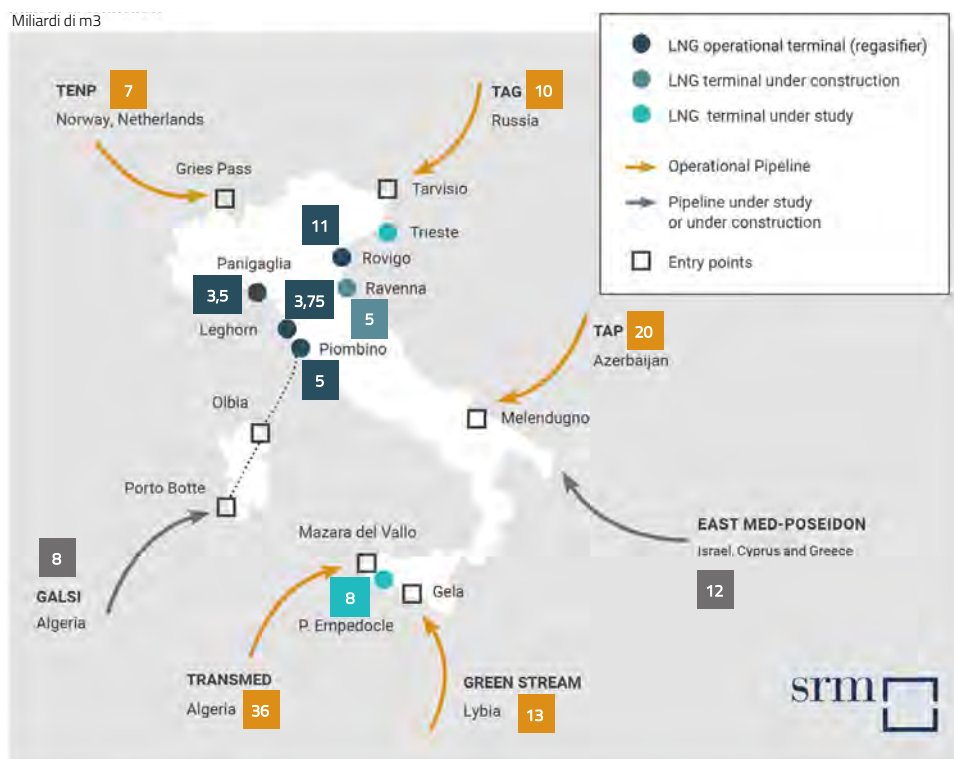 Miliardi di m3
LNG operational terminal (regasifier)
LNG terminal under construction
LNG terminal under study
Operational Pipeline
Pipeline under study
or under construction
Entry points
TENP 7
Norway, Netherlands
TAG 10
Russia
Gries Pass
Tarvisio
11
Trieste
Rovigo
Panigaglia
3,5
3,75
Ravenna
5
Leghorn
Piombino
5
TAP 20
Azerbaijan
Olbia
Melendugno
Porto Botte
EAST MED-POSEIDON
Israel, Cyprus and Greece
12
Mazara del Vallo
8
GALSI
Algeria
Gela
8
P. Empedocle
TRANSMED
Algeria 36
GREEN STREAM
Lybia 13
srm